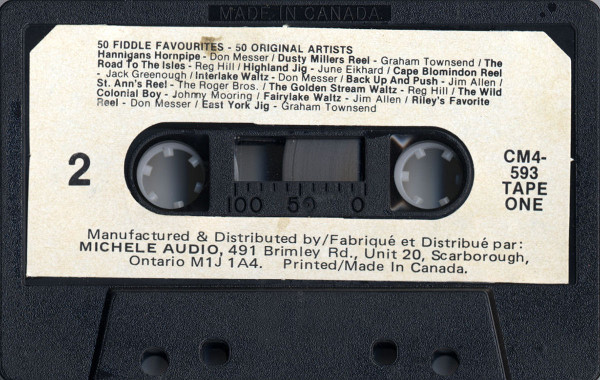 MADE IN CANADA.
50 FIDDLE FAVOURITES - 50 ORIGINAL ARTISTS
Hannigans Hornpipe - Don Messer / Dusty Millers Reel - Graham Townsend / The
Road To The Isles - Reg Hill / Highland Jig - June Eikhard / Cape Blomindon Reel
- Jack Greenough / Interlake Waltz - Don Messer / Back Up And Push - Jim Allen /
St. Ann's Reel - The Roger Bros. / The Golden Stream Waltz - Reg Hill / The Wild
Colonial Boy - Johmy Mooring / Fairylake Waltz - Jim Allen / Riley's Favorite
Reel - Don Messer / East York Jig - Graham Townsend
2
CM4-
593
TAPE
ONE
100 50 0
Manufactured & Distributed by/Fabriqué et Distribué par:
MICHELE AUDIO, 491 Brimley Rd., Unit 20, Scarborough,
Ontario M1J 1A4. Printed/Made In Canada.